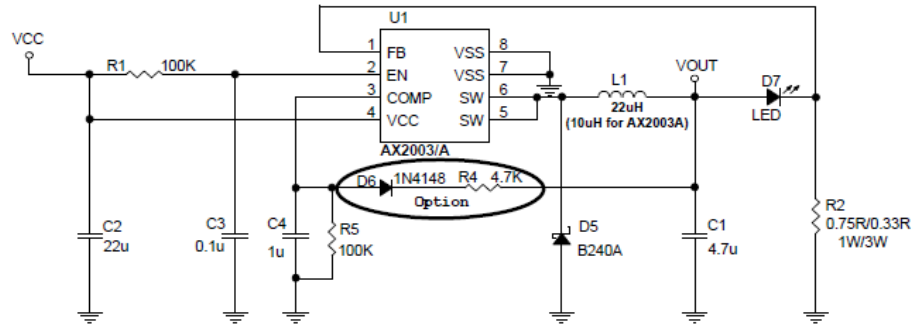 U1
VCC
R1 100K
1 FB VSS 8
2 EN VSS 7
3 COMP SW 6
4 VCC SW 5
AX2003/A
L1
22uH
(10uH for AX2003A)
VOUT
D7
LED
D6 1N4148 R4 4.7K
Option
C2
22u
C3
0.1u
C4
1u
R5
100K
D5
B240A
C1
4.7u
R2
0.75R/0.33R
1W/3W